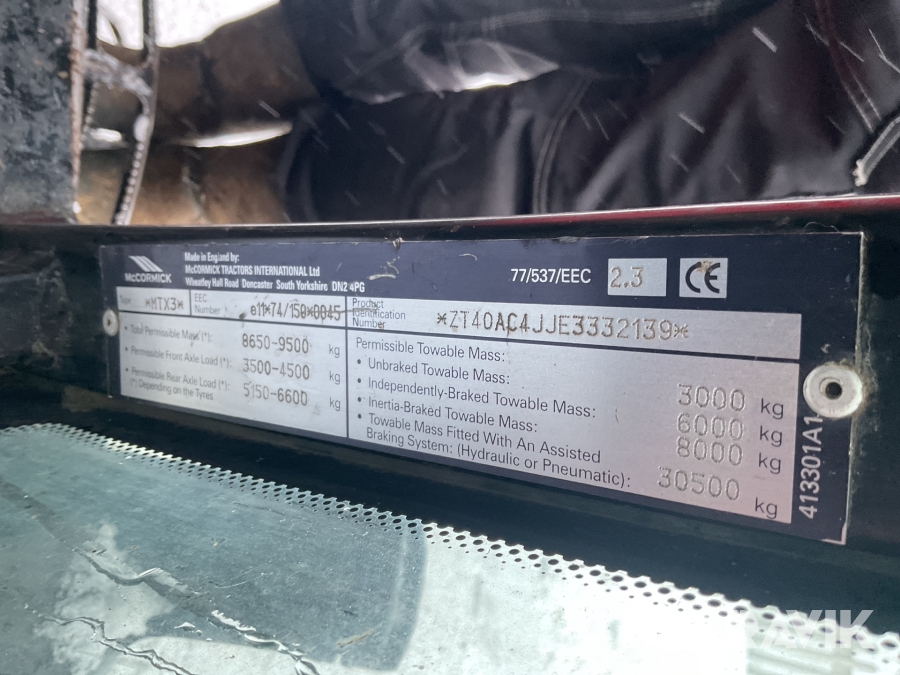 McCORMICK
Made in England by:
McCORMICK TRACTORS INTERNATIONAL Ltd
Wheatley Hall Road Doncaster South Yorkshire DN2 4PG
77/537/EEC 2.3 CE
Type *MTX3* EEC Number e11*74/150*0045 Product Identification Number *ZT40AC4JJE3332139*
• Total Permissible Mass (*): 8650-9500 kg
• Permissible Front Axle Load (*): 3500-4500 kg
• Permissible Rear Axle Load (*): 5150-6600 kg
(*) Depending on the Tyres
Permissible Towable Mass:
• Unbraked Towable Mass: 3000 kg
• Independently-Braked Towable Mass: 6000 kg
• Inertia-Braked Towable Mass: 8000 kg
• Towable Mass Fitted With An Assisted
Braking System: (Hydraulic or Pneumatic): 30500 kg
413301A1